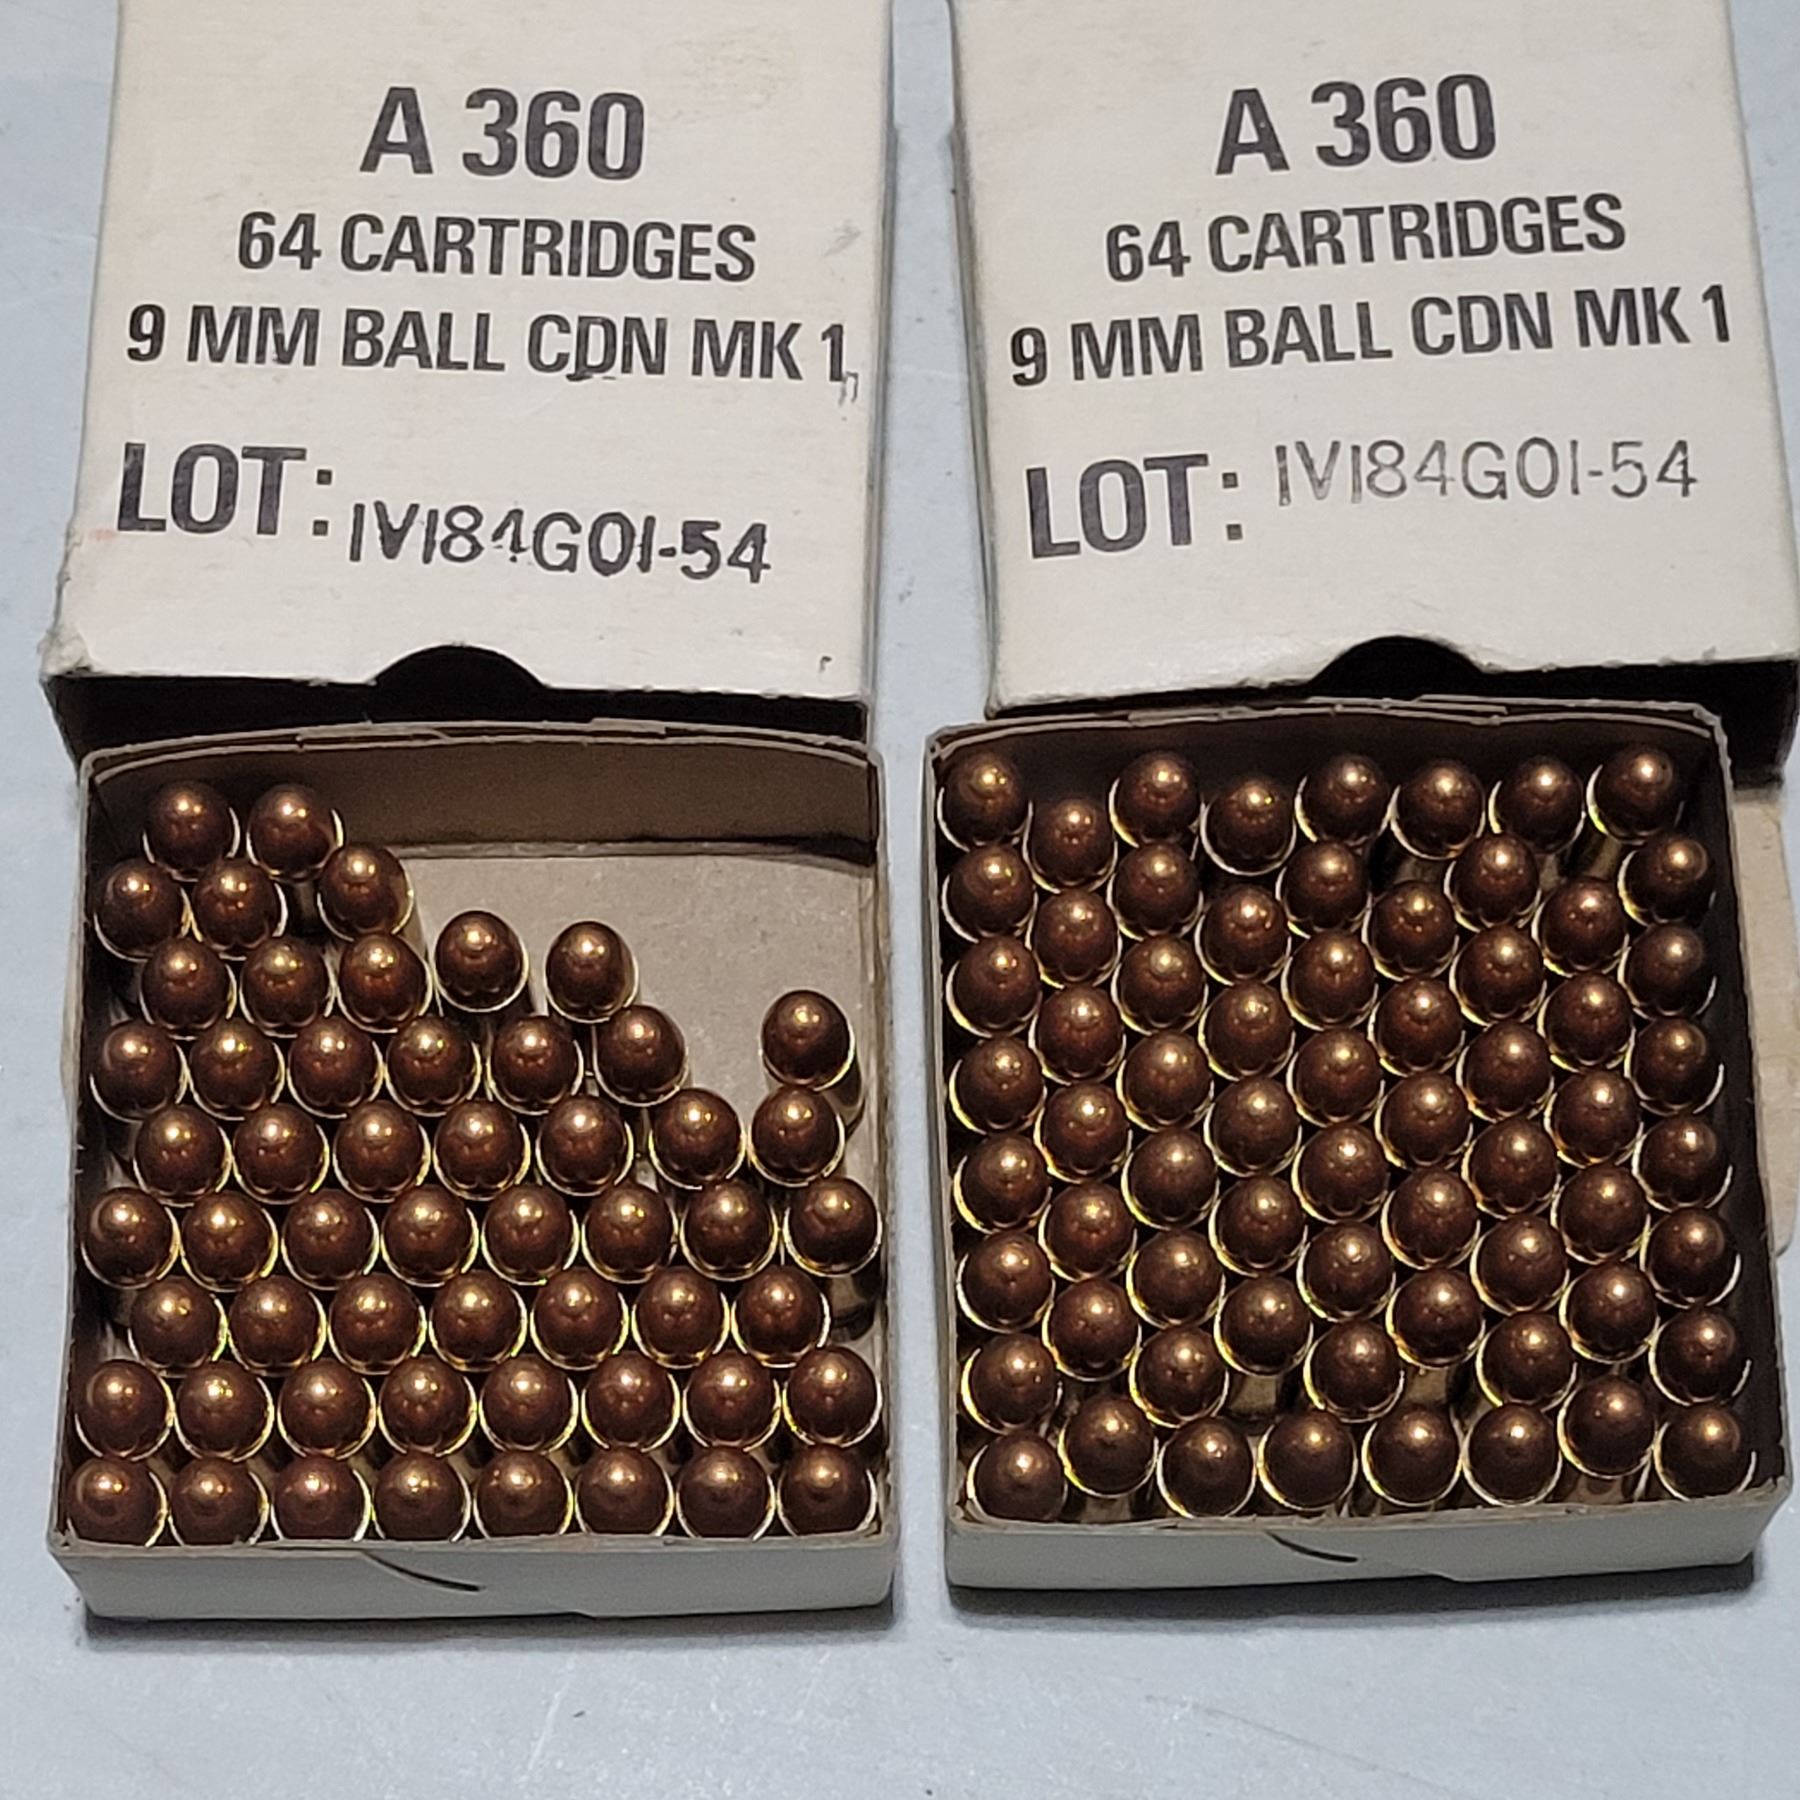 A 360
64 CARTRIDGES
9 MM BALL CDN MK 1
LOT: IVI84G01-54
A 360
64 CARTRIDGES
9 MM BALL CDN MK 1
LOT: IVI84G01-54